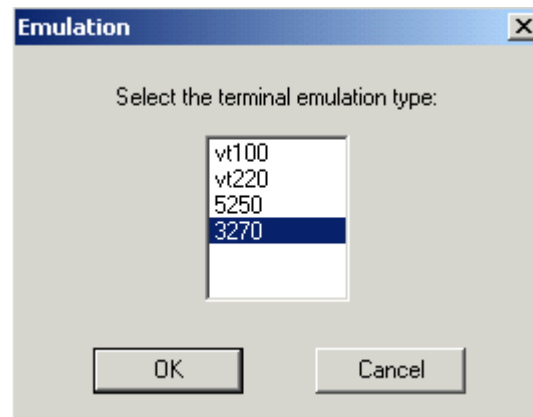 Emulation
Select the terminal emulation type:
vt100
vt220
5250
3270
OK Cancel